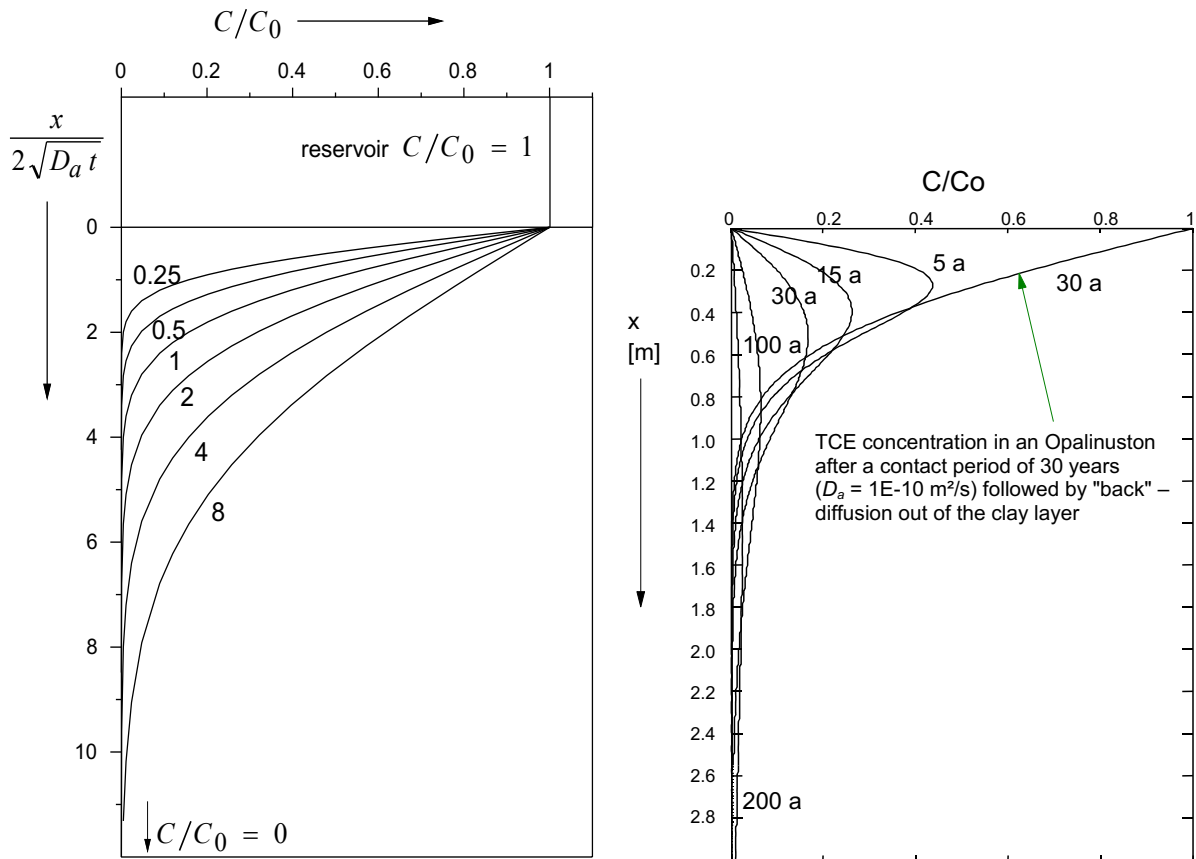 C/C0
0 0.2 0.4 0.6 0.8 1
x
2√Da t
reservoir C/C0 = 1
0
2
4
6
8
10
0.25
0.5
1
2
4
8
C/C0 = 0
C/Co
0 0.2 0.4 0.6 0.8 1
x
[m]
0.2
0.4
0.6
0.8
1.0
1.2
1.4
1.6
1.8
2.0
2.2
2.4
2.6
2.8
5 a
15 a
30 a
30 a
100 a
200 a
TCE concentration in an Opalinuston
after a contact period of 30 years
(Da = 1E-10 m²/s) followed by "back" –
diffusion out of the clay layer